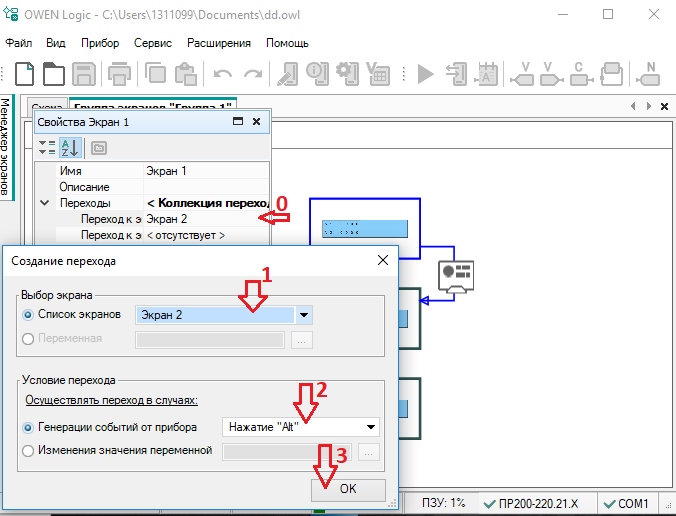 OWEN Logic - C:\Users\1311099\Documents\dd.owl
Файл Вид Прибор Сервис Расширения Помощь
V V C N
Менеджер экранов
Схема Группа экранов "Группа 1"
Свойства Экран 1
A
Z
Имя Экран 1
Описание
Переходы < Коллекция переход
0
Переход к э Экран 2
Переход к э < отсутствует >
Создание перехода
1
Выбор экрана
Список экранов Экран 2
Переменная ...
Условие перехода
2
Осуществлять переход в случаях:
Генерации событий от прибора Нажатие "Alt"
Изменения значения переменной ...
3
OK
ПЗУ: 1% ПР200-220.21.X COM1